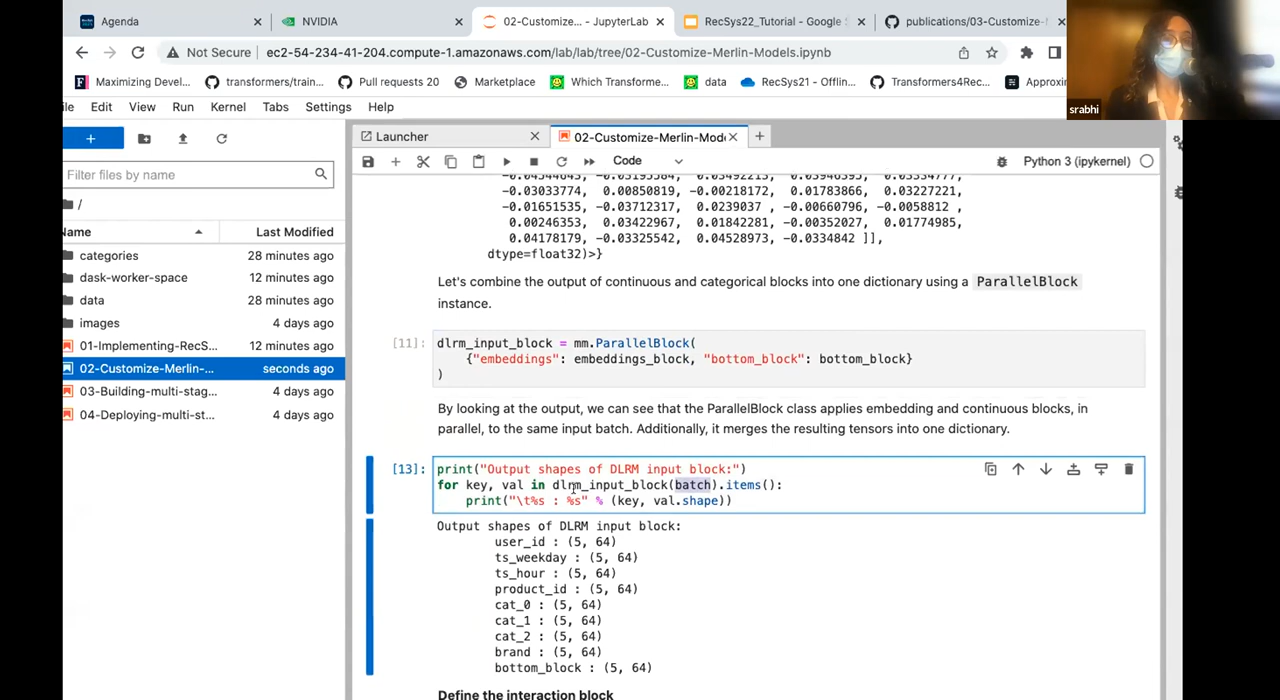 Agenda
NVIDIA
02-Customize... - JupyterLab
RecSys22_Tutorial - Google S
publications/03-Customize-
Not Secure
ec2-54-234-41-204.compute-1.amazonaws.com/lab/lab/tree/02-Customize-Merlin-Models.ipynb
Maximizing Devel...
transformers/train...
Pull requests 20
Marketplace
Which Transforme...
data
RecSys21 - Offlin...
Transformers4Rec...
Approxi
srabhi
ile Edit View Run Kernel Tabs Settings Help
Launcher
02-Customize-Merlin-Mode
Filter files by name
Code
Python 3 (ipykernel)
/
Name
Last Modified
categories 28 minutes ago
dask-worker-space 12 minutes ago
data 28 minutes ago
images 4 days ago
01-Implementing-RecS... 12 minutes ago
02-Customize-Merlin-... seconds ago
03-Building-multi-stag... 4 days ago
04-Deploying-multi-st... 4 days ago
-0.03033774, 0.00850819, -0.00218172, 0.01783866, 0.03227221,
-0.01651535, -0.03712317, 0.0239037 , -0.00660796, -0.0058812 ,
0.00246353, 0.03422967, 0.01842281, -0.00352027, 0.01774985,
0.04178179, -0.03325542, 0.04528973, -0.0334842 ]],
dtype=float32)>}
Let's combine the output of continuous and categorical blocks into one dictionary using a ParallelBlock
instance.
[11]: dlrm_input_block = mm.ParallelBlock(
{"embeddings": embeddings_block, "bottom_block": bottom_block}
)
By looking at the output, we can see that the ParallelBlock class applies embedding and continuous blocks, in
parallel, to the same input batch. Additionally, it merges the resulting tensors into one dictionary.
[13]: print("Output shapes of DLRM input block:")
for key, val in dlrm_input_block(batch).items():
print("\t%s : %s" % (key, val.shape))
Output shapes of DLRM input block:
user_id : (5, 64)
ts_weekday : (5, 64)
ts_hour : (5, 64)
product_id : (5, 64)
cat_0 : (5, 64)
cat_1 : (5, 64)
cat_2 : (5, 64)
brand : (5, 64)
bottom_block : (5, 64)
Define the interaction block